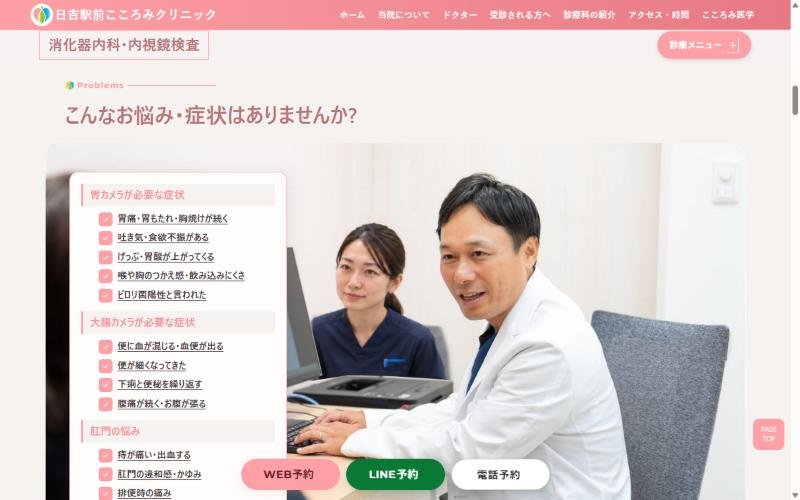 日吉駅前こころみクリニック
ホーム 当院について ドクター 受診される方へ 診療科の紹介 アクセス・時間 こころみ医学
消化器内科・内視鏡検査
診療メニュー
Problems
こんなお悩み・症状はありませんか?
胃カメラが必要な症状
胃痛・胃もたれ・胸焼けが続く
吐き気・食欲不振がある
げっぷ・胃酸が上がってくる
喉や胸のつかえ感・飲み込みにくさ
ピロリ菌陽性と言われた
大腸カメラが必要な症状
便に血が混じる・血便が出る
便が細くなってきた
下痢と便秘を繰り返す
腹痛が続く・お腹が張る
肛門の悩み
痔が痛い・出血する
肛門の違和感・かゆみ
排便時の痛み
WEB予約
LINE予約
電話予約
PAGE
TOP